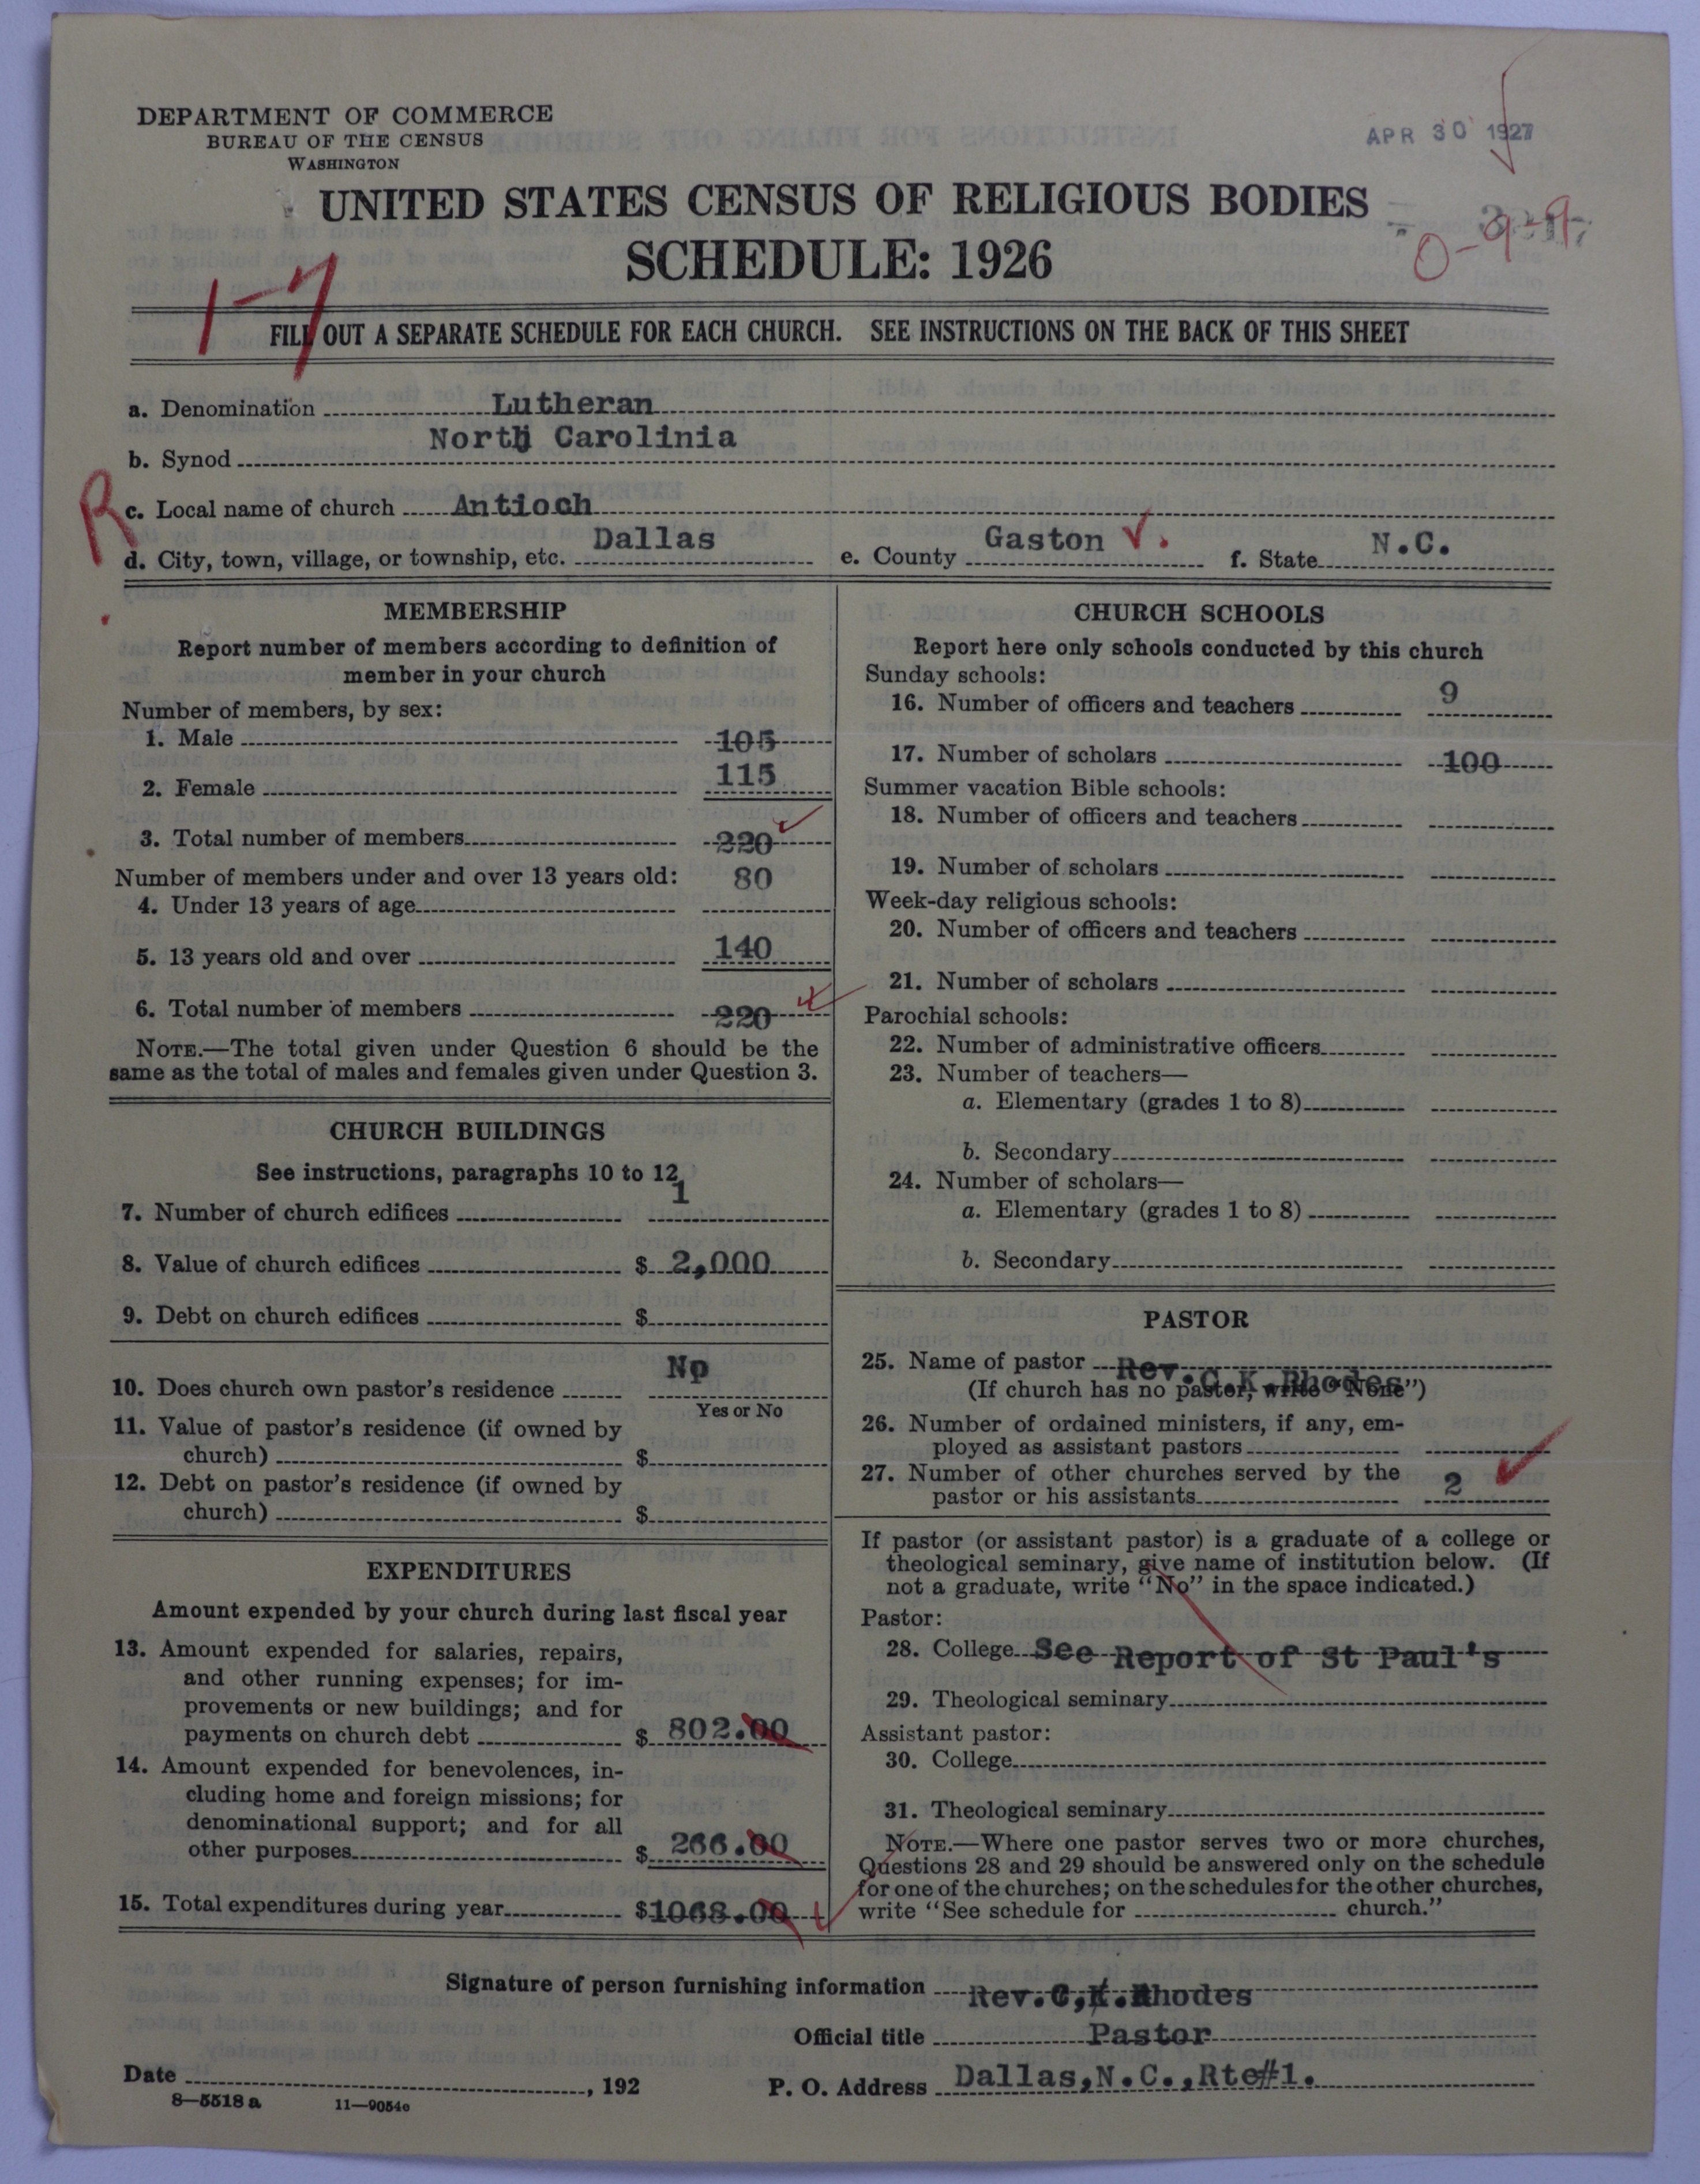 DEPARTMENT OF COMMERCE
BUREAU OF THE CENSUS
WASHINGTON
APR 30 1927
UNITED STATES CENSUS OF RELIGIOUS BODIES
SCHEDULE: 1926
0-9-9
1-7
FILL OUT A SEPARATE SCHEDULE FOR EACH CHURCH. SEE INSTRUCTIONS ON THE BACK OF THIS SHEET
a. Denomination Lutheran
b. Synod North Carolinia
R
c. Local name of church Antioch
d. City, town, village, or township, etc. Dallas e. County Gaston f. State N.C.
MEMBERSHIP
Report number of members according to definition of
member in your church
Number of members, by sex:
1. Male 105
2. Female 115
3. Total number of members 220
Number of members under and over 13 years old:
4. Under 13 years of age 80
5. 13 years old and over 140
6. Total number of members 220
NOTE.—The total given under Question 6 should be the
same as the total of males and females given under Question 3.
CHURCH BUILDINGS
See instructions, paragraphs 10 to 12
7. Number of church edifices 1
8. Value of church edifices $ 2,000
9. Debt on church edifices $
10. Does church own pastor's residence No
Yes or No
11. Value of pastor's residence (if owned by
church) $
12. Debt on pastor's residence (if owned by
church) $
EXPENDITURES
Amount expended by your church during last fiscal year
13. Amount expended for salaries, repairs,
and other running expenses; for im-
provements or new buildings; and for
payments on church debt $ 802.00
14. Amount expended for benevolences, in-
cluding home and foreign missions; for
denominational support; and for all
other purposes $ 266.00
15. Total expenditures during year $1068.00
CHURCH SCHOOLS
Report here only schools conducted by this church
Sunday schools:
16. Number of officers and teachers 9
17. Number of scholars 100
Summer vacation Bible schools:
18. Number of officers and teachers
19. Number of scholars
Week-day religious schools:
20. Number of officers and teachers
21. Number of scholars
Parochial schools:
22. Number of administrative officers
23. Number of teachers—
a. Elementary (grades 1 to 8)
b. Secondary
24. Number of scholars—
a. Elementary (grades 1 to 8)
b. Secondary
PASTOR
25. Name of pastor Rev.C.K.Rhodes
(If church has no pastor, write "None")
26. Number of ordained ministers, if any, em-
ployed as assistant pastors
27. Number of other churches served by the
pastor or his assistants 2
If pastor (or assistant pastor) is a graduate of a college or
theological seminary, give name of institution below. (If
not a graduate, write "No" in the space indicated.)
Pastor:
28. College See Report of St Paul's
29. Theological seminary
Assistant pastor:
30. College
31. Theological seminary
NOTE.—Where one pastor serves two or more churches,
Questions 28 and 29 should be answered only on the schedule
for one of the churches; on the schedules for the other churches,
write "See schedule for church."
Signature of person furnishing information Rev.C,K.Rhodes
Official title Pastor
Date , 192
P. O. Address Dallas,N.C.,Rte#1.
8—5518 a 11—9054c